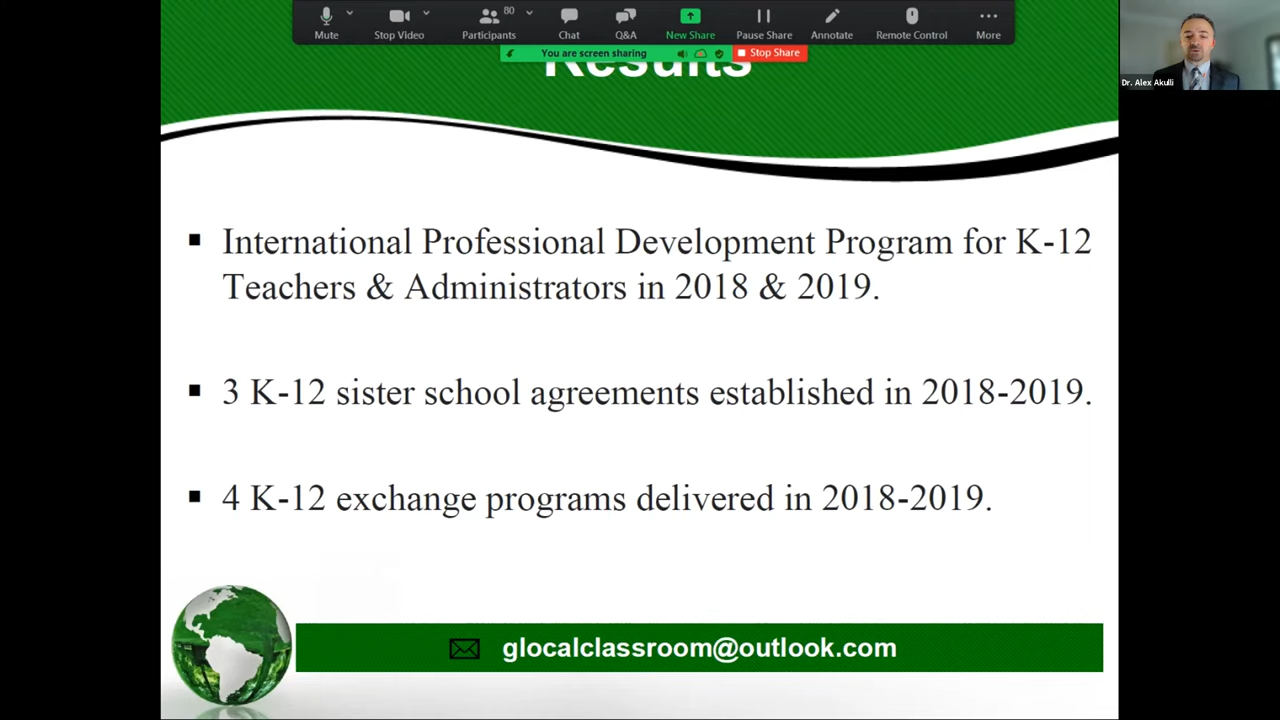 80
Mute
Stop Video
Participants
Chat
Q&A
New Share
Pause Share
Annotate
Remote Control
More
You are screen sharing
Stop Share
Dr. Alex Akulli
Results
▪ International Professional Development Program for K-12
Teachers & Administrators in 2018 & 2019.
▪ 3 K-12 sister school agreements established in 2018-2019.
▪ 4 K-12 exchange programs delivered in 2018-2019.
glocalclassroom@outlook.com